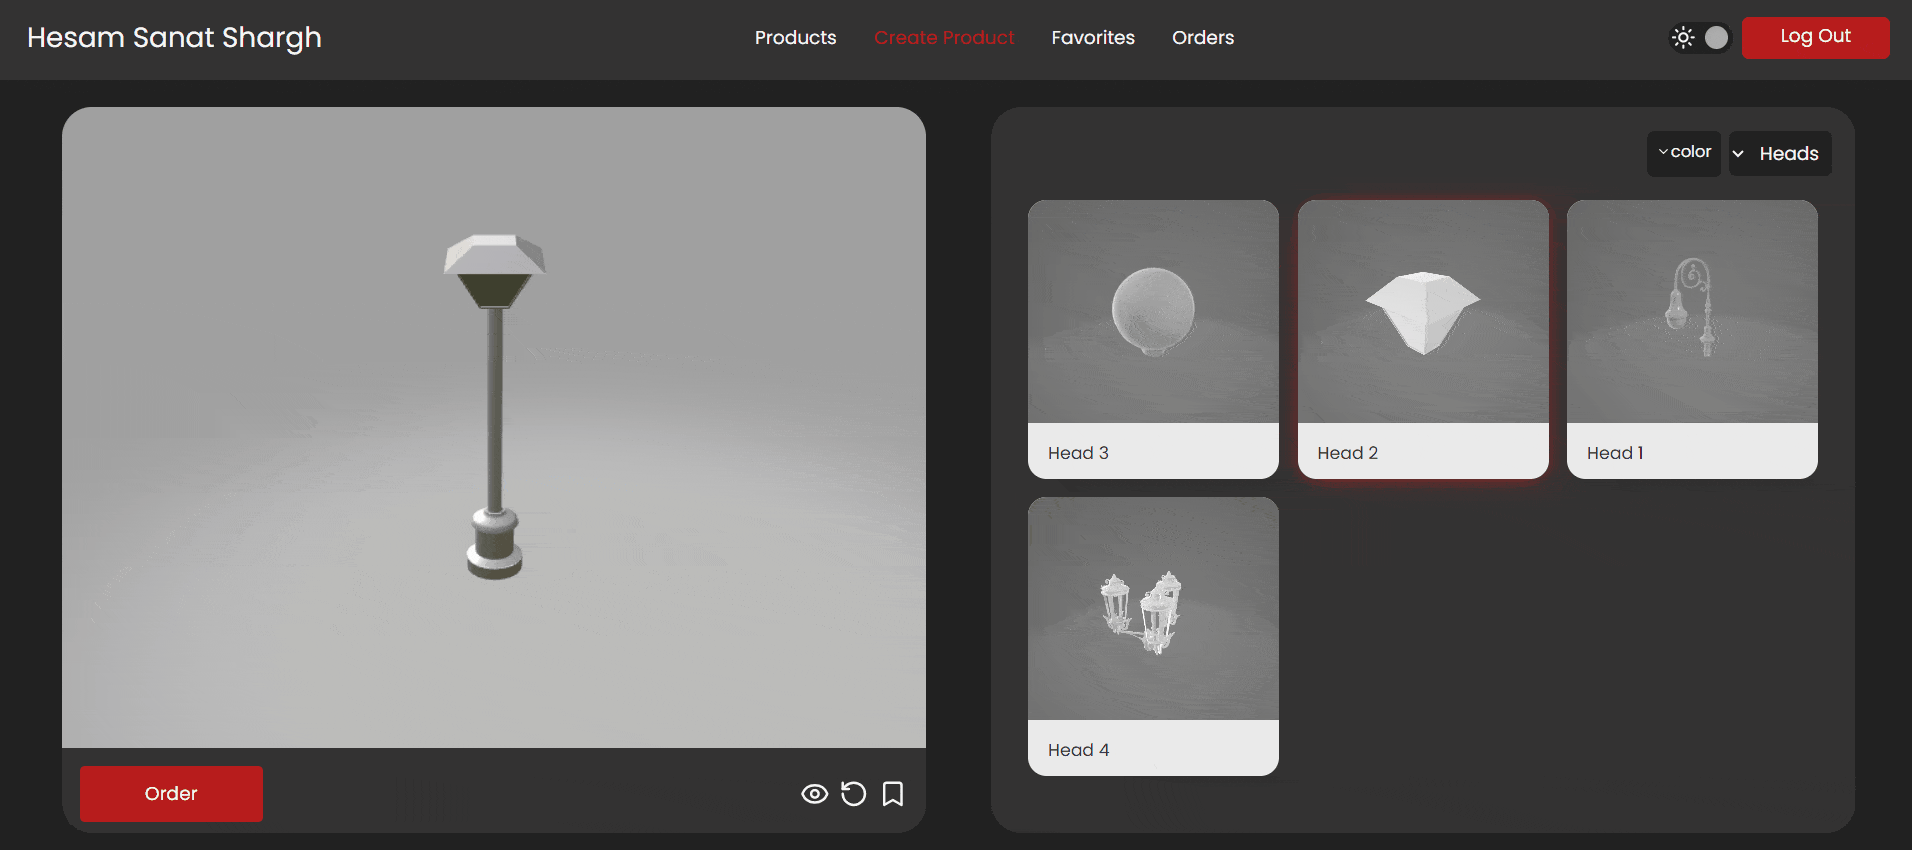 Hesam Sanat Shargh
Products
Create Product
Favorites
Orders
Log Out
color
Heads
Head 3
Head 2
Head 1
Head 4
Order